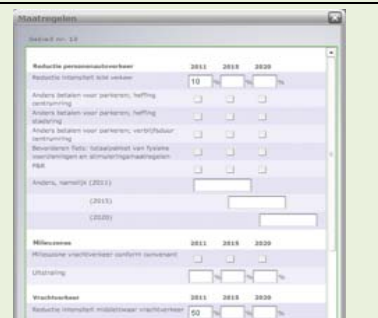 Maatregelen
Gebied nr. 10
Reductie personenautoverkeer 2011 2015 2020
Reductie intensiteit licht verkeer 10 % % %
Anders betalen voor parkeren; heffing
centrumring
Anders betalen voor parkeren; heffing
stadsring
Anders betalen voor parkeren; verblijfsduur
centrumring
Bevorderen fiets: totaalpakket van fysieke
voorzieningen en stimuleringsmaatregelen
P&R
Anders, namelijk (2011)
(2015)
(2020)
Milieuzones 2011 2015 2020
Milieuzone vrachtverkeer conform convenant
Uitstraling % % %
Vrachtverkeer 2011 2015 2020
Reductie intensiteit middelzwaar vrachtverkeer 50 % % %